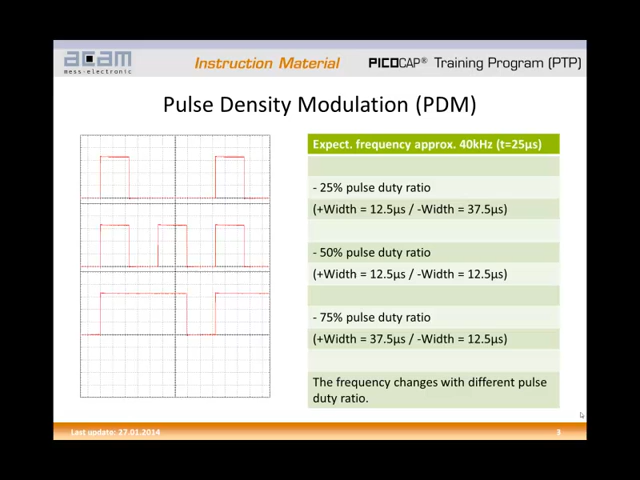 acam
mess-electronic
Instruction Material
PICOCAP® Training Program (PTP)
Pulse Density Modulation (PDM)
Expect. frequency approx. 40kHz (t=25µs)
- 25% pulse duty ratio
(+Width = 12.5µs / -Width = 37.5µs)
- 50% pulse duty ratio
(+Width = 12.5µs / -Width = 12.5µs)
- 75% pulse duty ratio
(+Width = 37.5µs / -Width = 12.5µs)
The frequency changes with different pulse
duty ratio.
Last update: 27.01.2014
3